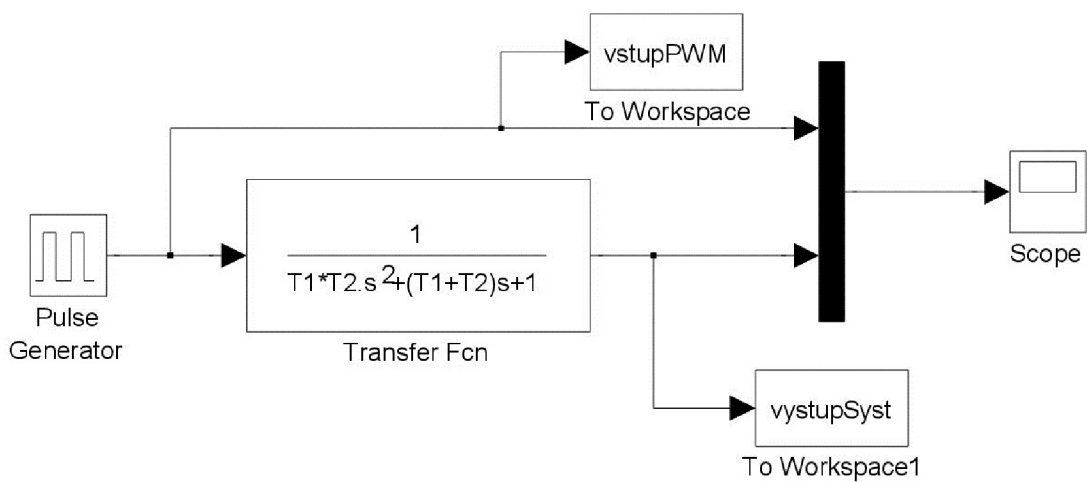 vstupPWM
To Workspace
1
T1*T2.s^2+(T1+T2)s+1
Transfer Fcn
Pulse
Generator
Scope
vystupSyst
To Workspace1